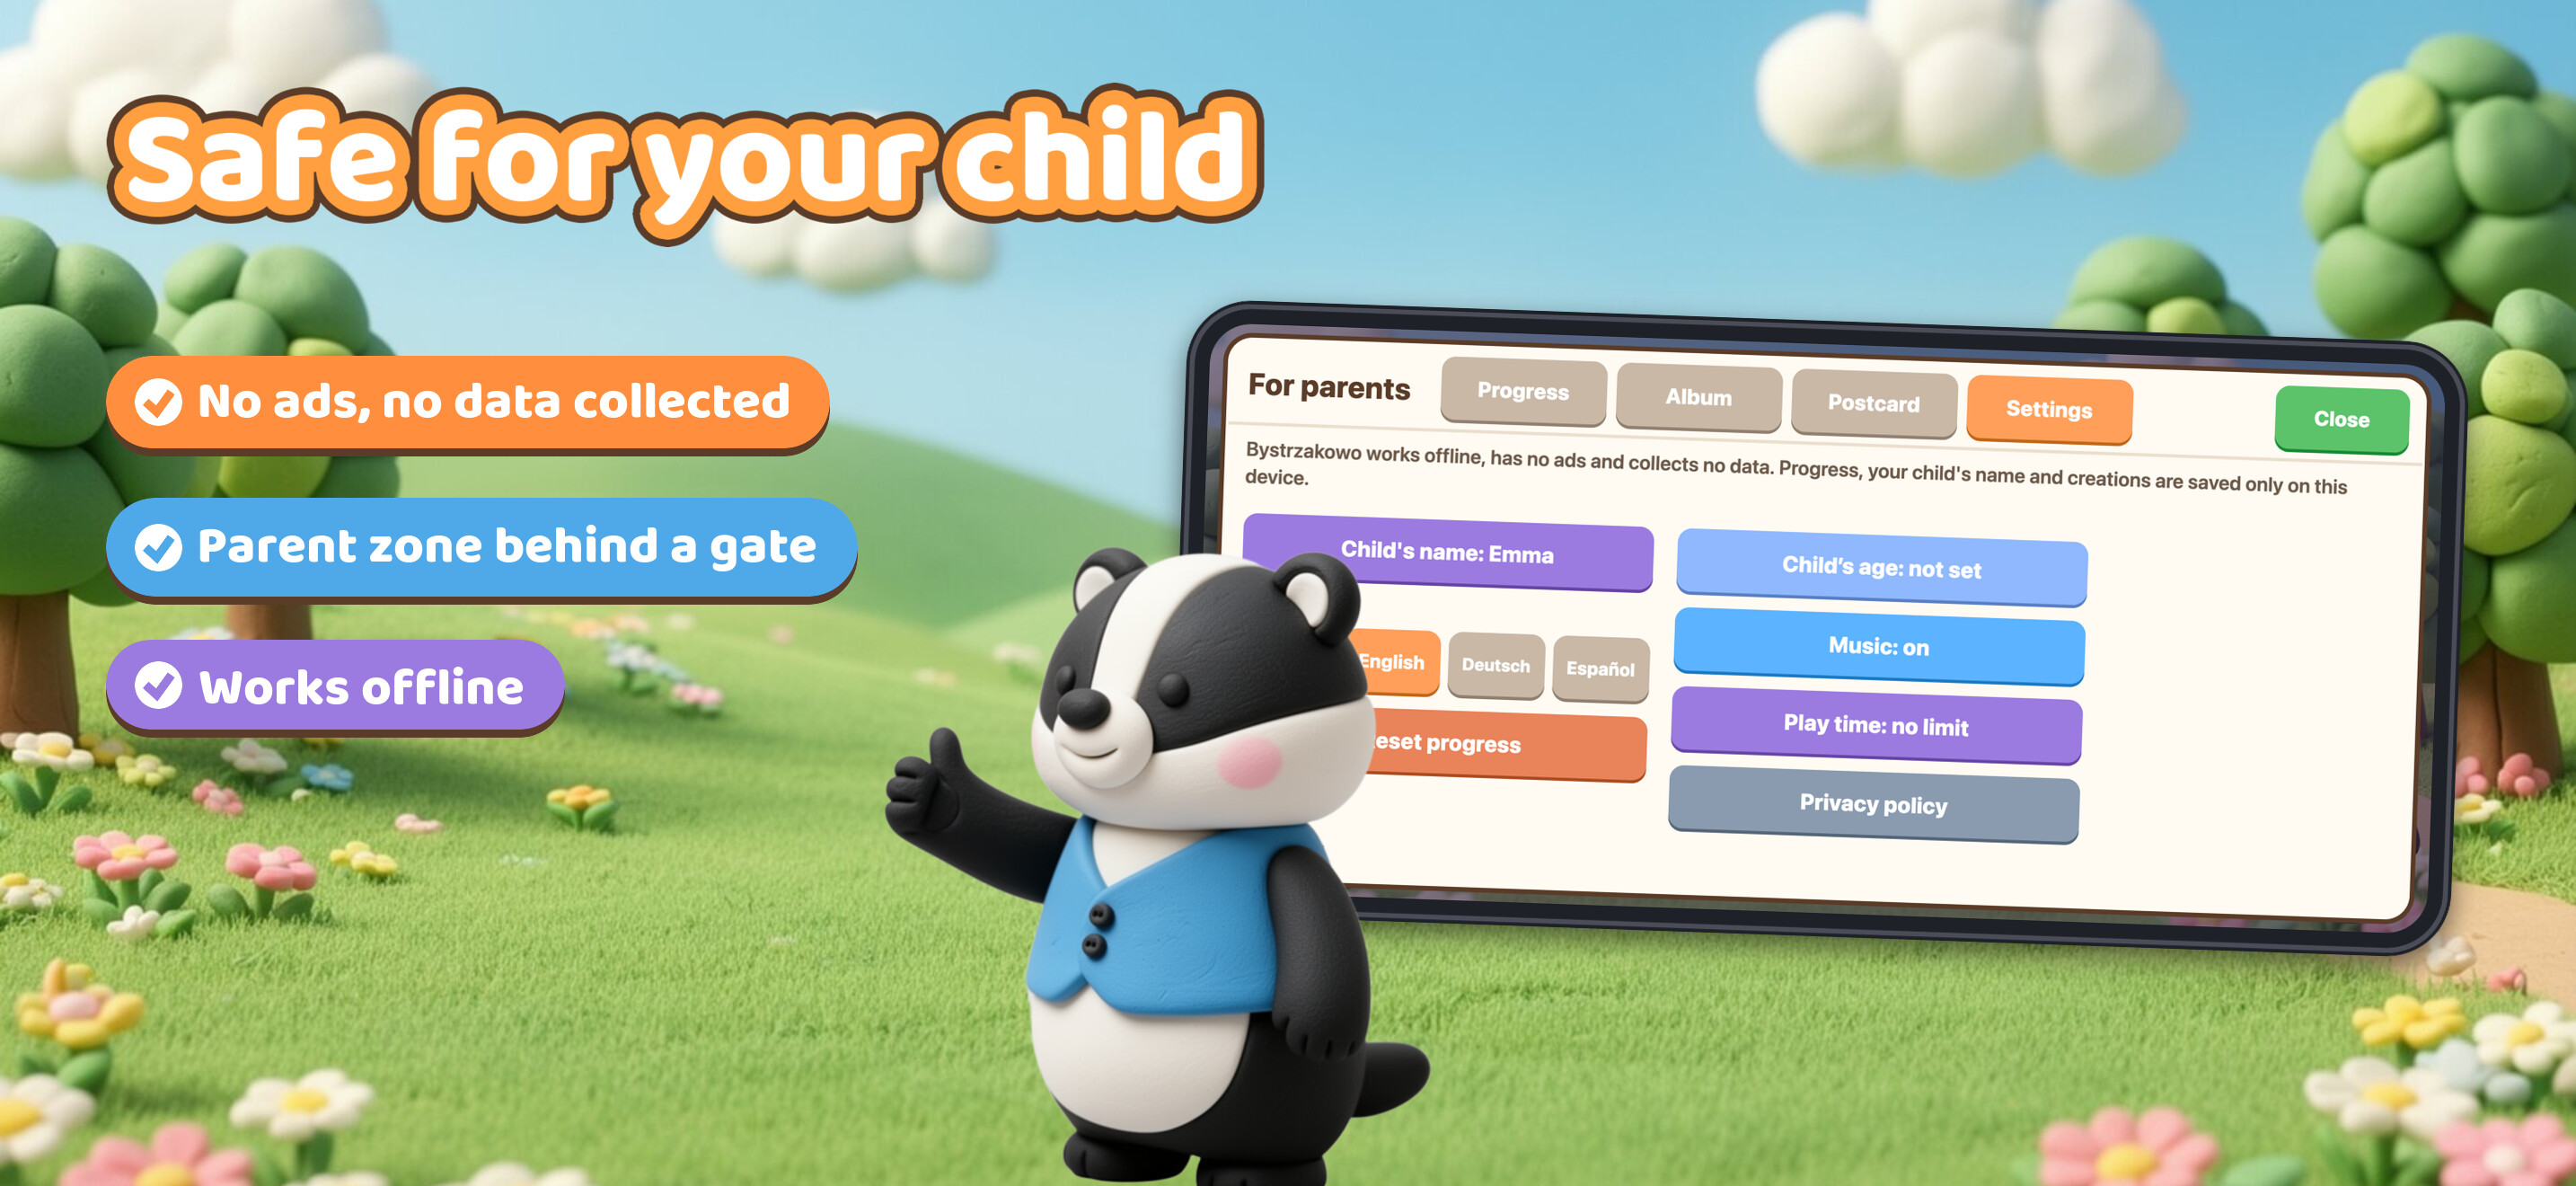 Safe for your child
No ads, no data collected
Parent zone behind a gate
Works offline
For parents
Progress
Album
Postcard
Settings
Close
Bystrzakowo works offline, has no ads and collects no data. Progress, your child's name and creations are saved only on this
device.
Child's name: Emma
Child’s age: not set
English
Deutsch
Español
Music: on
progress
Play time: no limit
Privacy policy